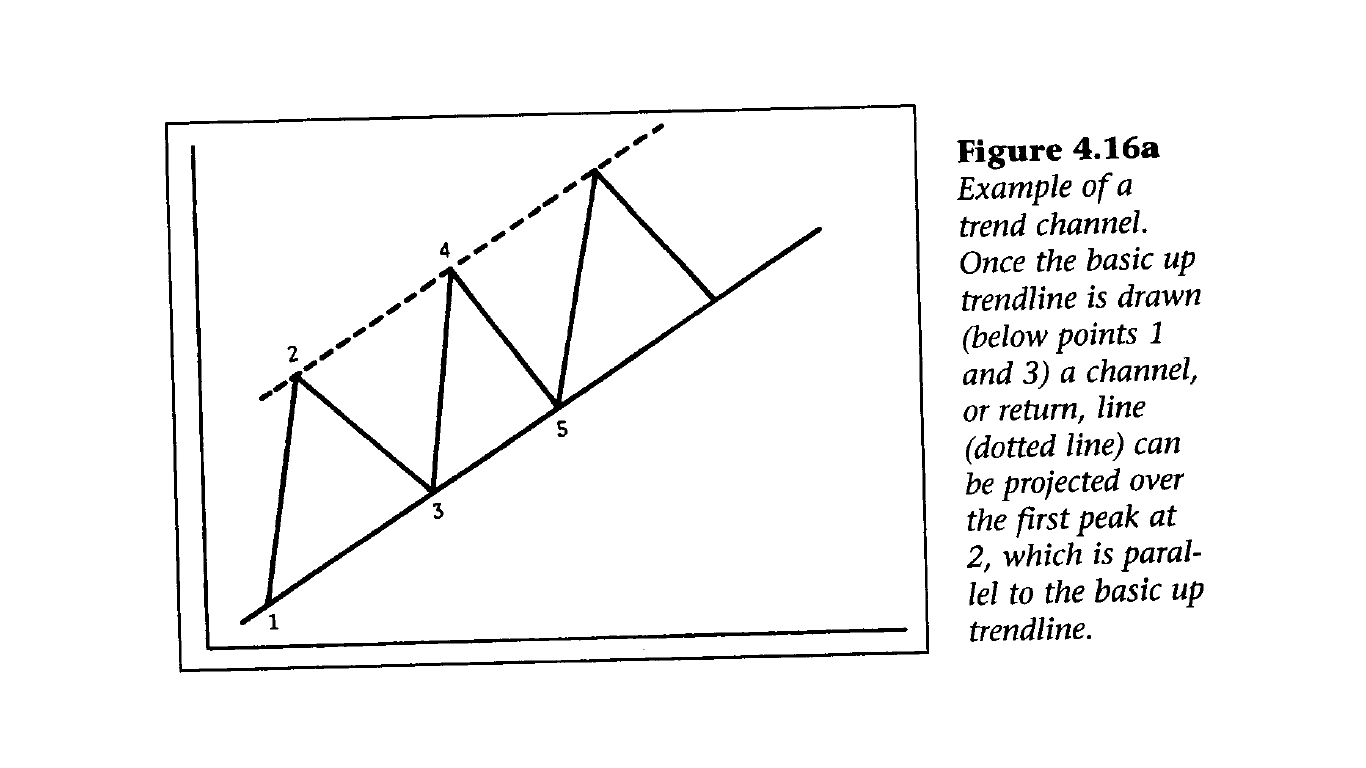 2
4
1
3
5
Figure 4.16a
Example of a
trend channel.
Once the basic up
trendline is drawn
(below points 1
and 3) a channel,
or return, line
(dotted line) can
be projected over
the first peak at
2, which is paral-
lel to the basic up
trendline.